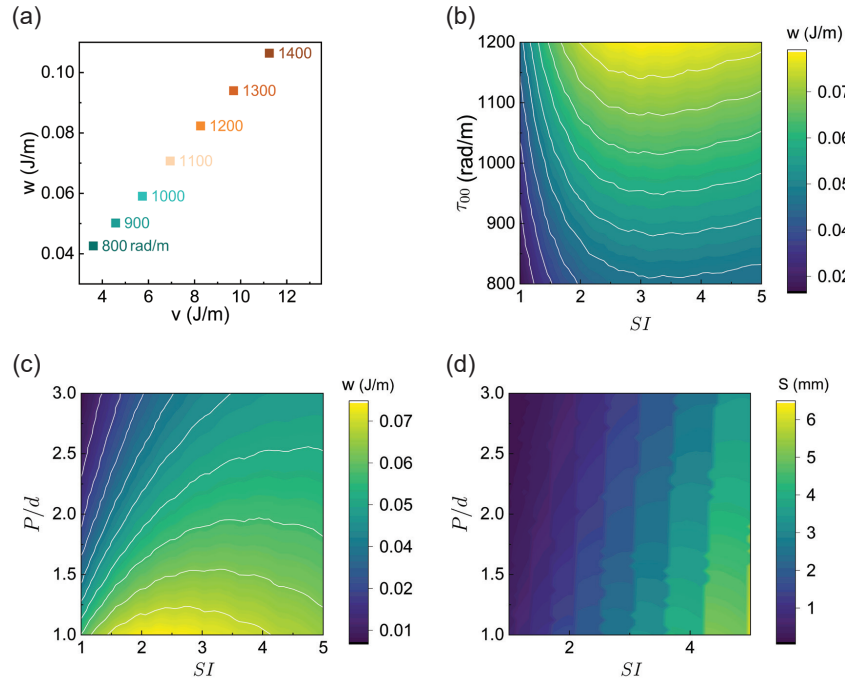 (a)
w (J/m)
0.10
0.08
0.06
0.04
1400
1300
1200
1100
1000
900
800 rad/m
4 6 8 10 12
v (J/m)
(b)
τ00 (rad/m)
1200
1100
1000
900
800
1 2 3 4 5
SI
w (J/m)
0.07
0.06
0.05
0.04
0.03
0.02
(c)
P/d
3.0
2.5
2.0
1.5
1.0
1 2 3 4 5
SI
w (J/m)
0.07
0.06
0.05
0.04
0.02
0.01
(d)
P/d
3.0
2.5
2.0
1.5
1.0
2 4
SI
S (mm)
6
5
4
3
2
1